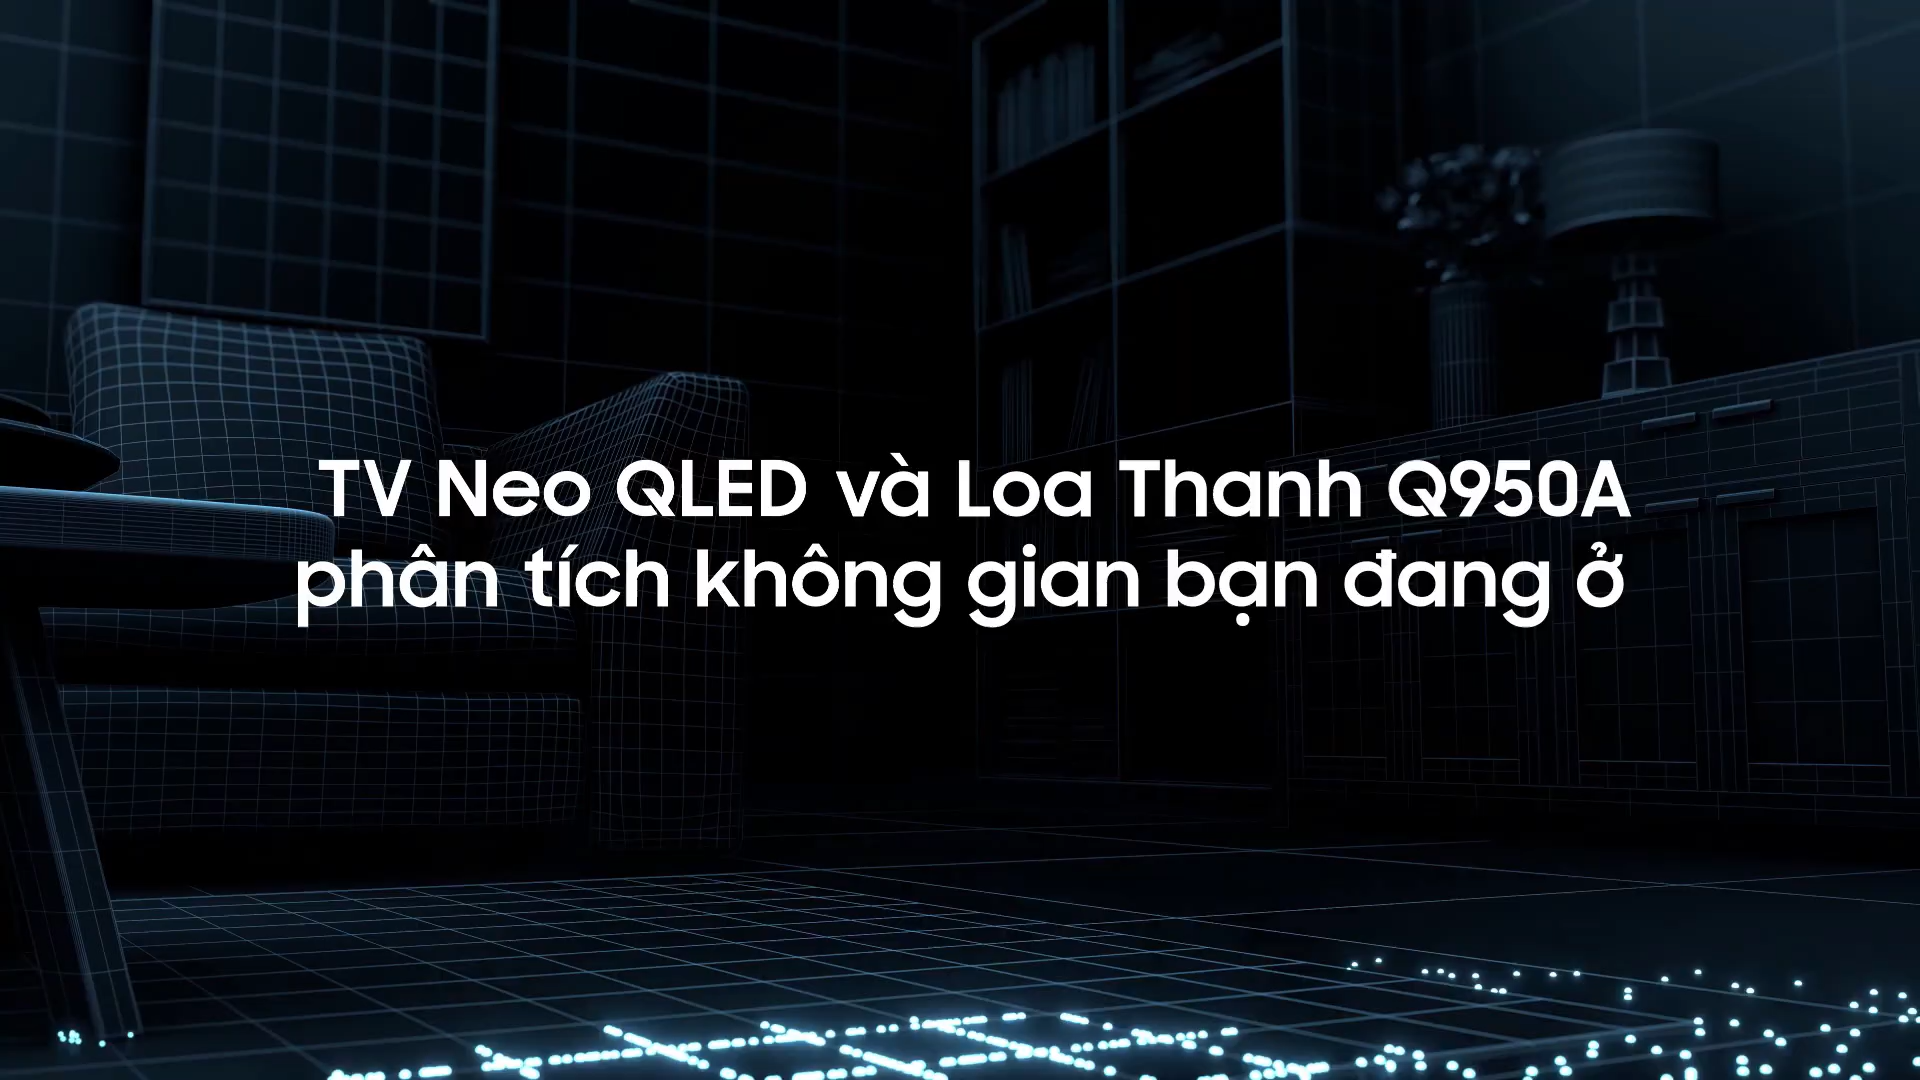 TV Neo QLED và Loa Thanh Q950A
phân tích không gian bạn đang ở